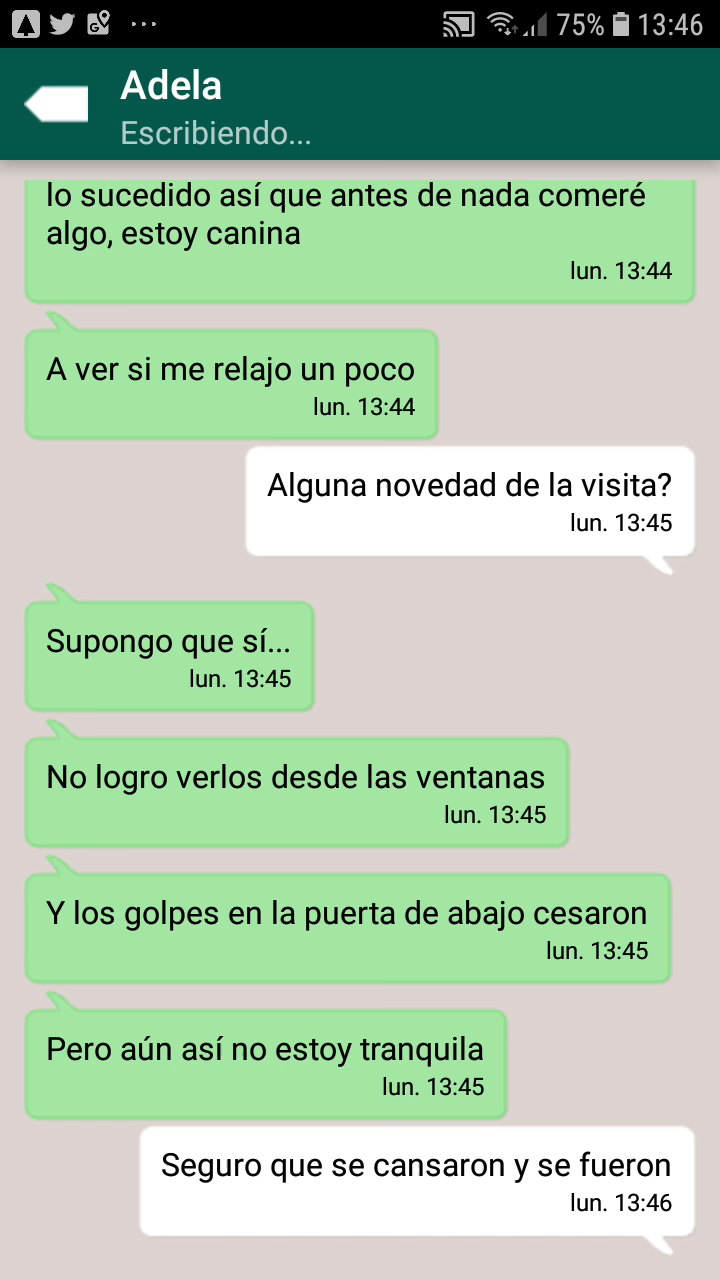 75% 13:46
Adela
Escribiendo...
lo sucedido así que antes de nada comeré
algo, estoy canina
lun. 13:44
A ver si me relajo un poco
lun. 13:44
Alguna novedad de la visita?
lun. 13:45
Supongo que sí...
lun. 13:45
No logro verlos desde las ventanas
lun. 13:45
Y los golpes en la puerta de abajo cesaron
lun. 13:45
Pero aún así no estoy tranquila
lun. 13:45
Seguro que se cansaron y se fueron
lun. 13:46